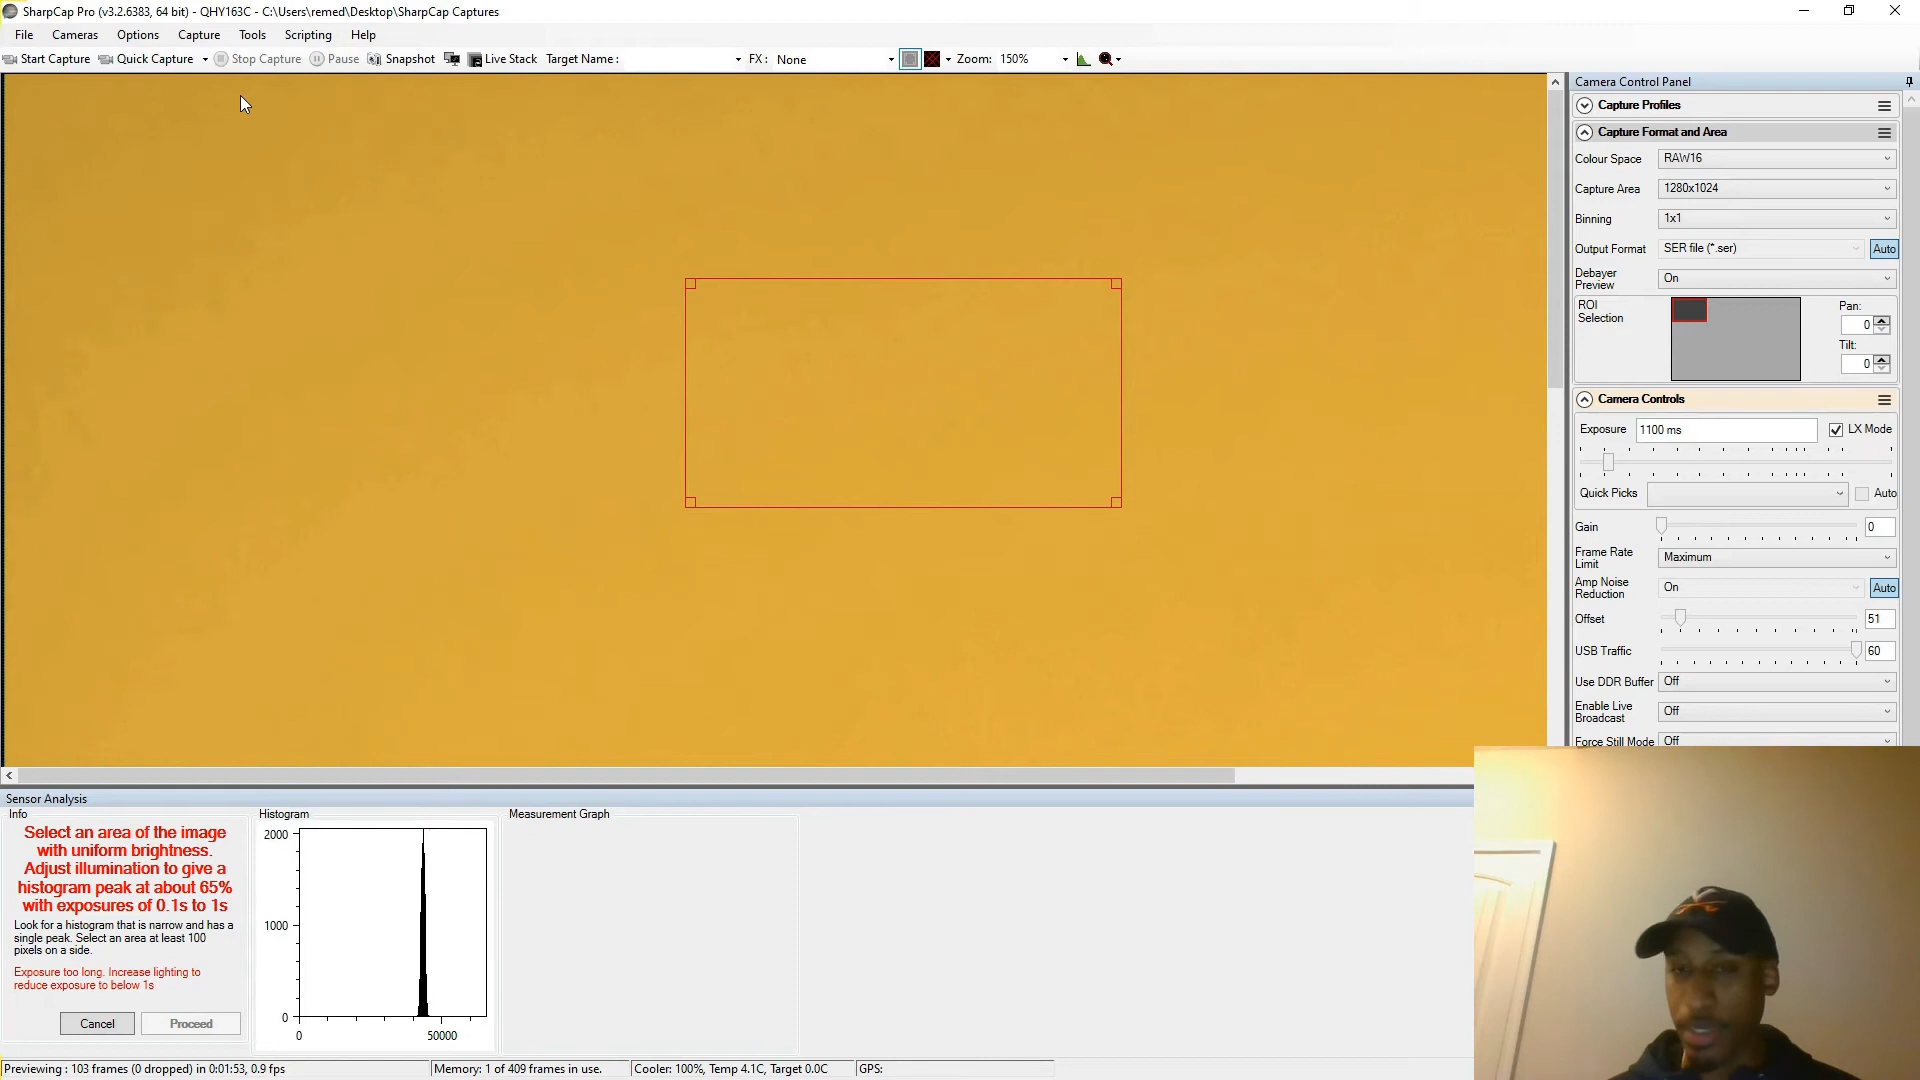 SharpCap Pro (v3.2.6383, 64 bit) - QHY163C - C:\Users\remed\Desktop\SharpCap Captures
File Cameras Options Capture Tools Scripting Help
Start Capture Quick Capture Stop Capture Pause Snapshot Live Stack Target Name : FX : None Zoom: 150%
Camera Control Panel
Capture Profiles
Capture Format and Area
Colour Space RAW16
Capture Area 1280x1024
Binning 1x1
Output Format SER file (*.ser) Auto
Debayer Preview On
ROI Selection
Pan:
0
Tilt:
0
Camera Controls
Exposure 1100 ms LX Mode
Quick Picks Auto
Gain 0
Frame Rate Limit Maximum
Amp Noise Reduction On Auto
Offset 51
USB Traffic 60
Use DDR Buffer Off
Enable Live Broadcast Off
Force Still Mode Off
Sensor Analysis
Info
Select an area of the image
with uniform brightness.
Adjust illumination to give a
histogram peak at about 65%
with exposures of 0.1s to 1s
Look for a histogram that is narrow and has a
single peak. Select an area at least 100
pixels on a side.
Exposure too long. Increase lighting to
reduce exposure to below 1s
Cancel Proceed
Histogram
2000
1000
0
0 50000
Measurement Graph
Previewing : 103 frames (0 dropped) in 0:01:53, 0.9 fps Memory: 1 of 409 frames in use. Cooler: 100%, Temp 4.1C, Target 0.0C GPS: